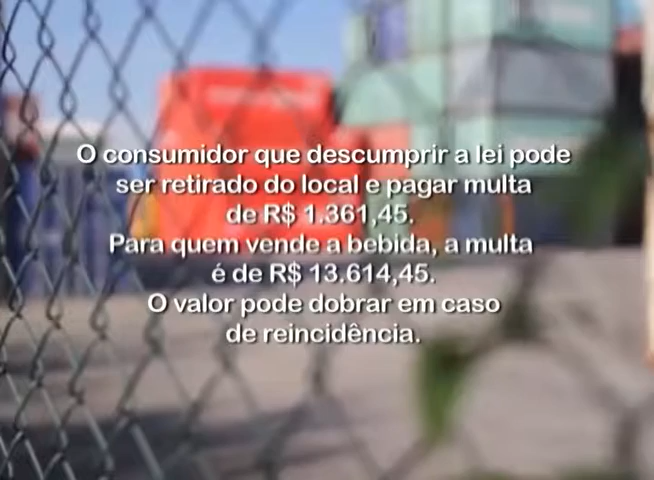 O consumidor que descumprir a lei pode
ser retirado do local e pagar multa
de R$ 1.361,45.
Para quem vende a bebida, a multa
é de R$ 13.614,45.
O valor pode dobrar em caso
de reincidência.